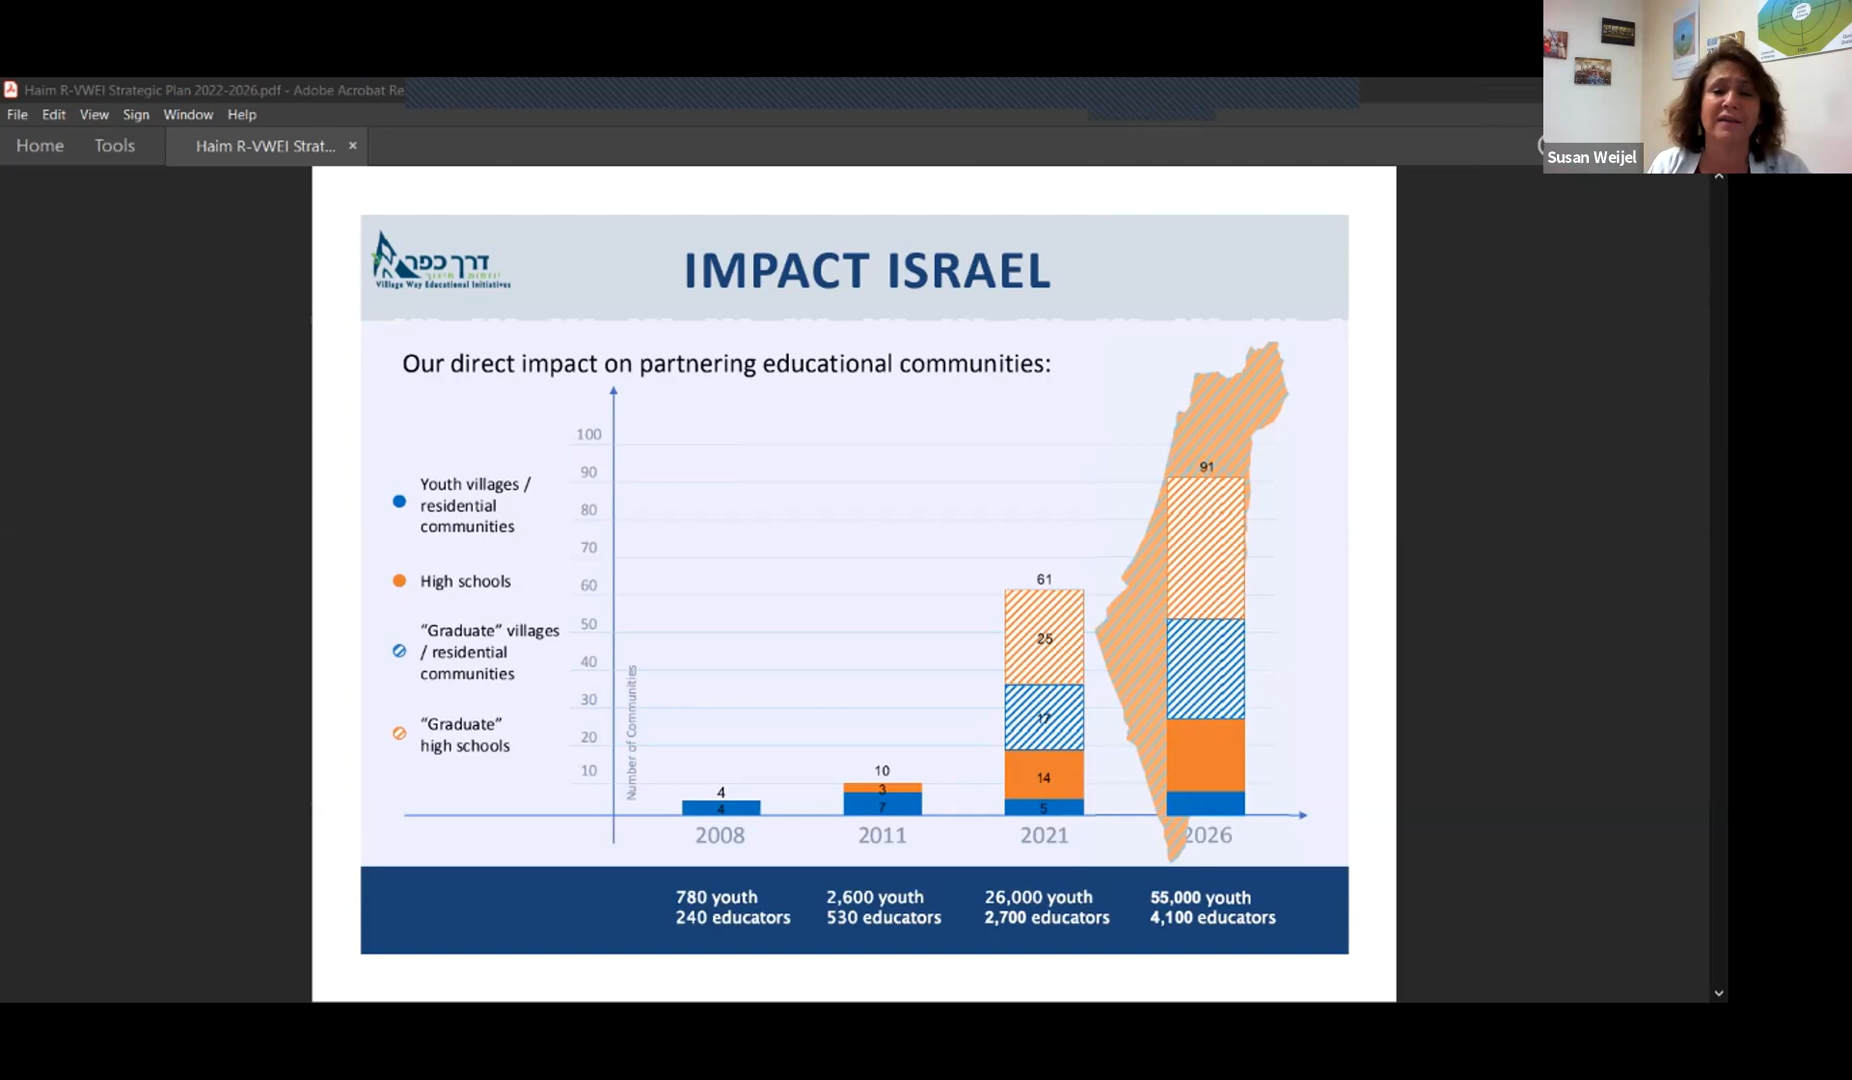 Haim R-VWEI Strategic Plan 2022-2026.pdf - Adobe Acrobat Re
File Edit View Sign Window Help
Home Tools Haim R-VWEI Strat... ×
Susan Weijel
דרך כפר
Village Way Educational Initiatives
IMPACT ISRAEL
Our direct impact on partnering educational communities:
Youth villages /
residential
communities
High schools
“Graduate” villages
/ residential
communities
“Graduate”
high schools
100
90
80
70
60
50
40
30
20
10
Number of Communities
4
4
10
3
7
61
25
17
14
5
91
2008 2011 2021 2026
780 youth 2,600 youth 26,000 youth 55,000 youth
240 educators 530 educators 2,700 educators 4,100 educators